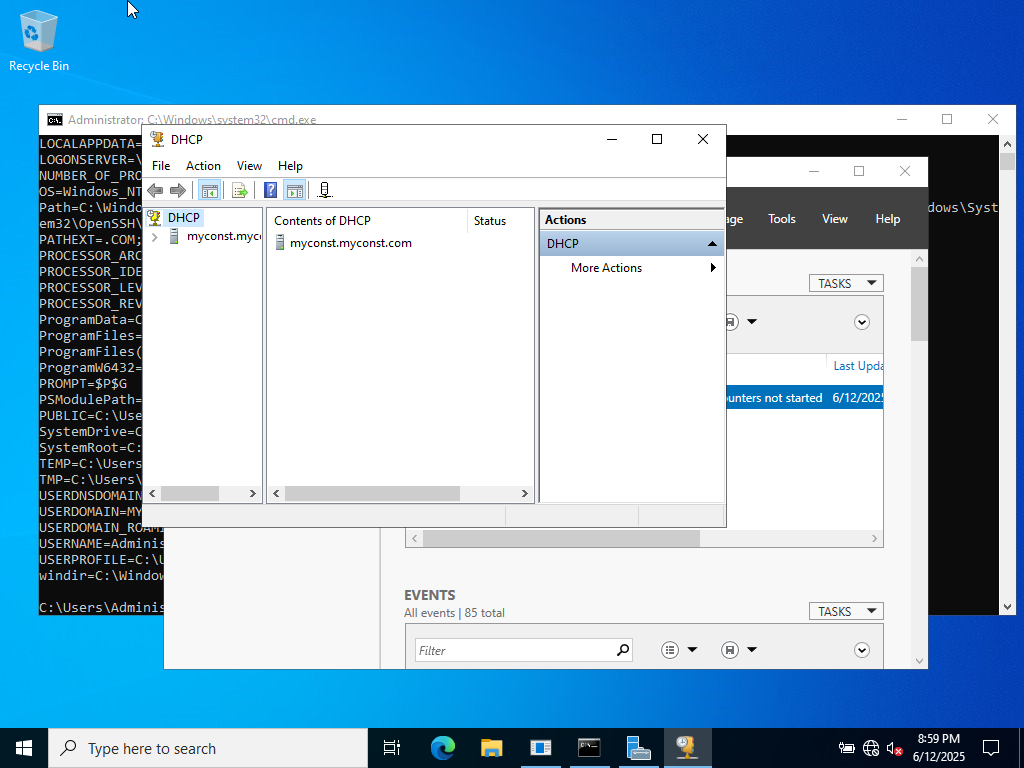 Recycle Bin
Administrator: C:\Windows\system32\cmd.exe
LOCALAPPDATA=
LOGONSERVER=\
NUMBER_OF_PRO
OS=Windows_NT
Path=C:\Windo
dows\Syst
em32\OpenSSH\
PATHEXT=.COM;
PROCESSOR_ARC
PROCESSOR_IDE
PROCESSOR_LEV
PROCESSOR_REV
ProgramData=C
ProgramFiles=
ProgramFiles(
ProgramW6432=
PROMPT=$P$G
PSModulePath=
PUBLIC=C:\Use
SystemDrive=C
SystemRoot=C:
TEMP=C:\Users
TMP=C:\Users\
USERDNSDOMAIN
USERDOMAIN=MY
USERDOMAIN_ROAMI
USERNAME=Adminis
USERPROFILE=C:\U
windir=C:\Window
C:\Users\Adminis
DHCP
File Action View Help
DHCP
myconst.myc
Contents of DHCP
Status
myconst.myconst.com
Actions
DHCP
More Actions
age Tools View Help
TASKS
Last Upda
ounters not started 6/12/2025
EVENTS
All events | 85 total
TASKS
Filter
Type here to search
8:59 PM
6/12/2025